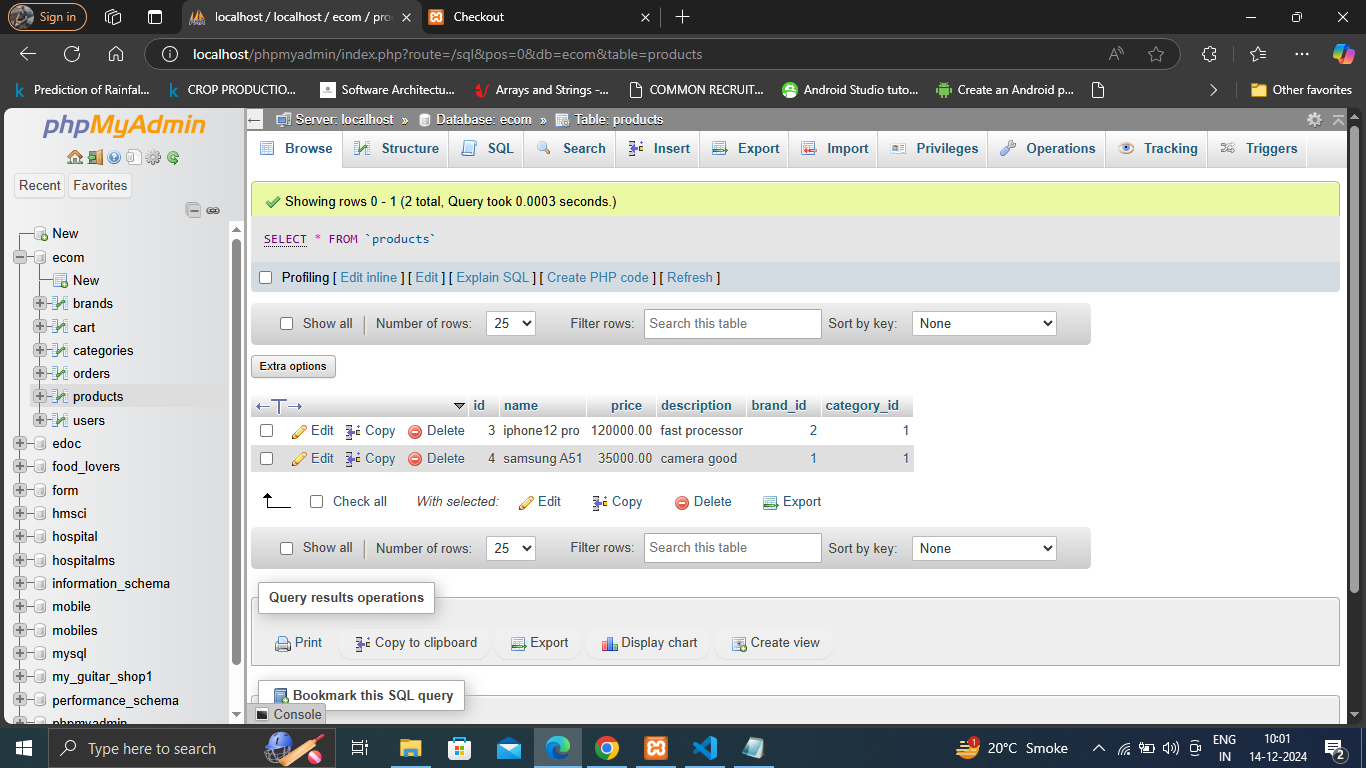 Sign in
localhost / localhost / ecom / pro
Checkout
localhost/phpmyadmin/index.php?route=/sql&pos=0&db=ecom&table=products
Prediction of Rainfal...
CROP PRODUCTIO...
Software Architectu...
Arrays and Strings -...
COMMON RECRUIT...
Android Studio tuto...
Create an Android p...
Other favorites
phpMyAdmin
Recent
Favorites
New
ecom
New
brands
cart
categories
orders
products
users
edoc
food_lovers
form
hmsci
hospital
hospitalms
information_schema
mobile
mobiles
mysql
my_guitar_shop1
performance_schema
phpmyadmin
Server: localhost » Database: ecom » Table: products
Browse Structure SQL Search Insert Export Import Privileges Operations Tracking Triggers
Showing rows 0 - 1 (2 total, Query took 0.0003 seconds.)
SELECT * FROM `products`
Profiling [ Edit inline ] [ Edit ] [ Explain SQL ] [ Create PHP code ] [ Refresh ]
Show all Number of rows: 25 Filter rows: Search this table Sort by key: None
Extra options
id name price description brand_id category_id
Edit Copy Delete 3 iphone12 pro 120000.00 fast processor 2 1
Edit Copy Delete 4 samsung A51 35000.00 camera good 1 1
Check all With selected: Edit Copy Delete Export
Show all Number of rows: 25 Filter rows: Search this table Sort by key: None
Query results operations
Print Copy to clipboard Export Display chart Create view
Bookmark this SQL query
Console
Type here to search
1
20°C Smoke
ENG
IN
10:01
14-12-2024
2